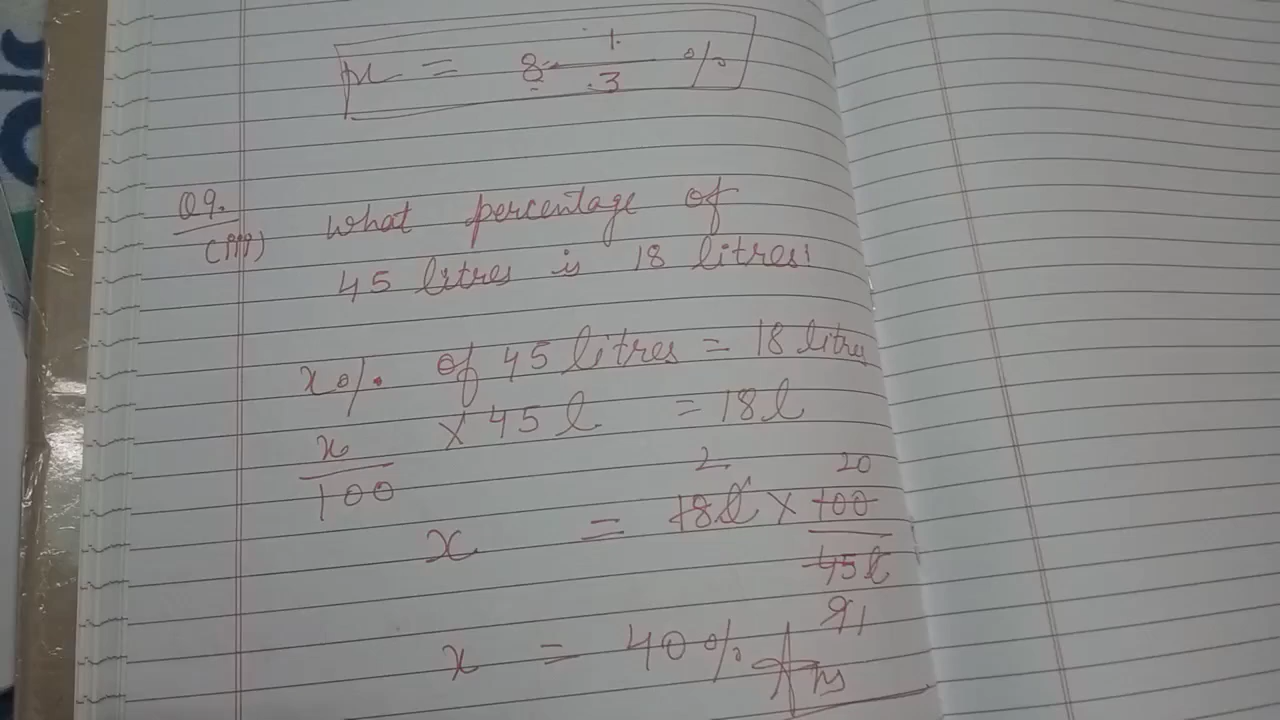 x = 8 1/3 %
Q9.
(iii) What percentage of
45 litres is 18 litres!
x% of 45 litres = 18 litres
x/100 × 45 l = 18 l
2 20
x = 18 l × 100/45 l
9 1
x = 40% Ans